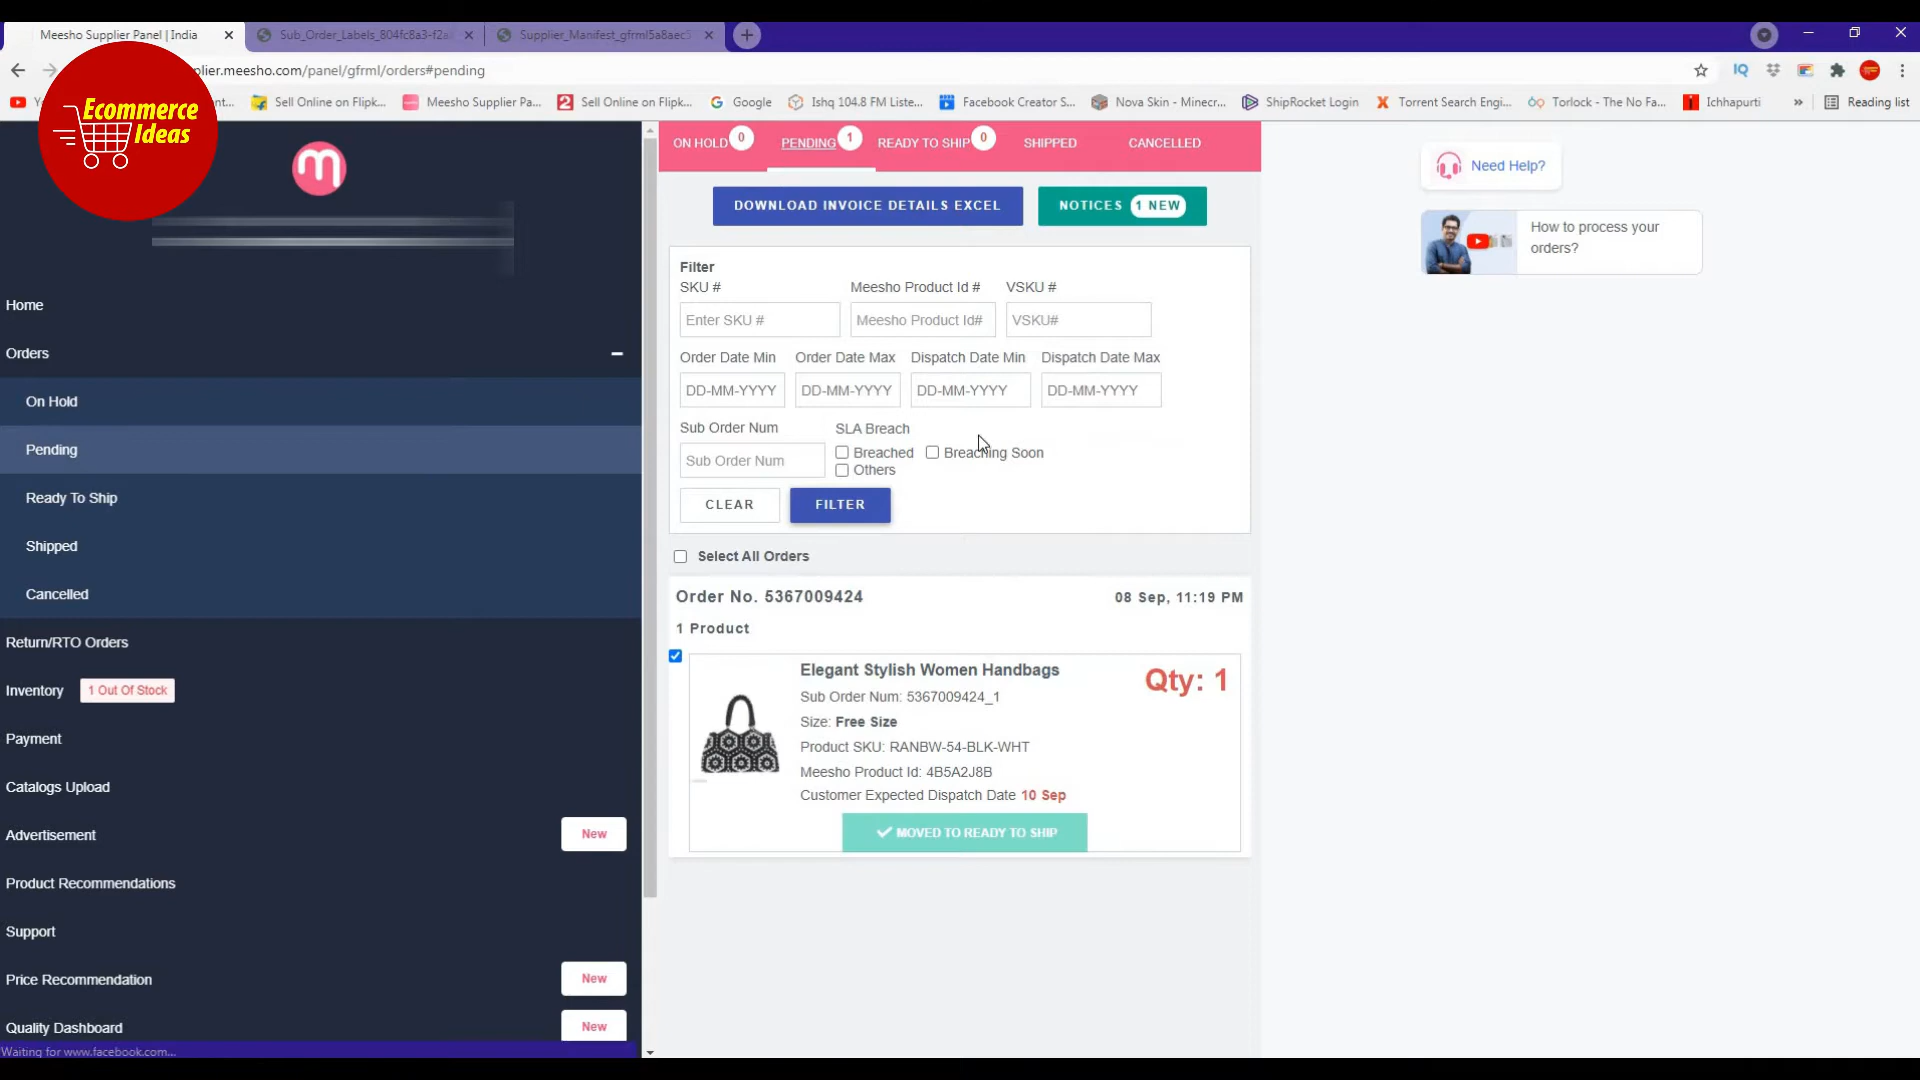 Meesho Supplier Panel | India
Sub_Order_Labels_804fc8a3-f2a
Supplier_Manifest_gfrml5a8aec5
plier.meesho.com/panel/gfrml/orders#pending
Sell Online on Flipk...
Meesho Supplier Pa...
Sell Online on Flipk...
Google
Ishq 104.8 FM Liste...
Facebook Creator S...
Nova Skin - Minecr...
ShipRocket Login
Torrent Search Engi...
Torlock - The No Fa...
Ichhapurti
»
Reading list
Ecommerce
Ideas
m
Home
Orders
On Hold
Pending
Ready To Ship
Shipped
Cancelled
Return/RTO Orders
Inventory 1 Out Of Stock
Payment
Catalogs Upload
Advertisement New
Product Recommendations
Support
Price Recommendation New
Quality Dashboard New
Waiting for www.facebook.com...
ON HOLD 0 PENDING 1 READY TO SHIP 0 SHIPPED CANCELLED
DOWNLOAD INVOICE DETAILS EXCEL NOTICES 1 NEW
Filter
SKU # Meesho Product Id # VSKU #
Enter SKU # Meesho Product Id# VSKU#
Order Date Min Order Date Max Dispatch Date Min Dispatch Date Max
DD-MM-YYYY DD-MM-YYYY DD-MM-YYYY DD-MM-YYYY
Sub Order Num SLA Breach
Sub Order Num Breached Breaching Soon
Others
CLEAR FILTER
Select All Orders
Order No. 5367009424 08 Sep, 11:19 PM
1 Product
Elegant Stylish Women Handbags
Qty: 1
Sub Order Num: 5367009424_1
Size: Free Size
Product SKU: RANBW-54-BLK-WHT
Meesho Product Id: 4B5A2J8B
Customer Expected Dispatch Date 10 Sep
MOVED TO READY TO SHIP
Need Help?
How to process your
orders?